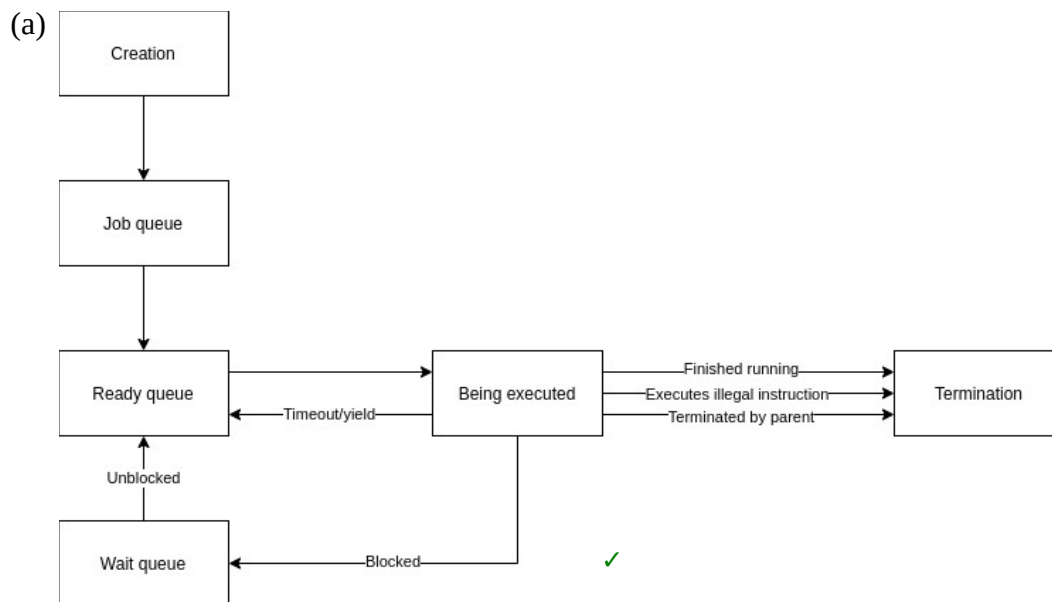 (a)
Creation
Job queue
Ready queue
Timeout/yield
Being executed
Finished running
Executes illegal instruction
Terminated by parent
Termination
Unblocked
Wait queue
Blocked
✓